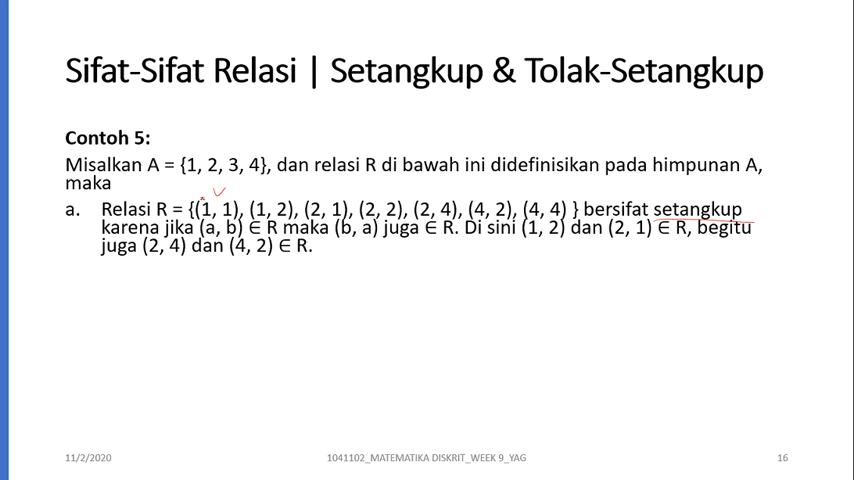 Sifat-Sifat Relasi | Setangkup & Tolak-Setangkup
Contoh 5:
Misalkan A = {1, 2, 3, 4}, dan relasi R di bawah ini didefinisikan pada himpunan A,
maka
a. Relasi R = {(1, 1), (1, 2), (2, 1), (2, 2), (2, 4), (4, 2), (4, 4) } bersifat setangkup
karena jika (a, b) ∈ R maka (b, a) juga ∈ R. Di sini (1, 2) dan (2, 1) ∈ R, begitu
juga (2, 4) dan (4, 2) ∈ R.
11/2/2020
1041102_MATEMATIKA DISKRIT_WEEK 9_YAG
16